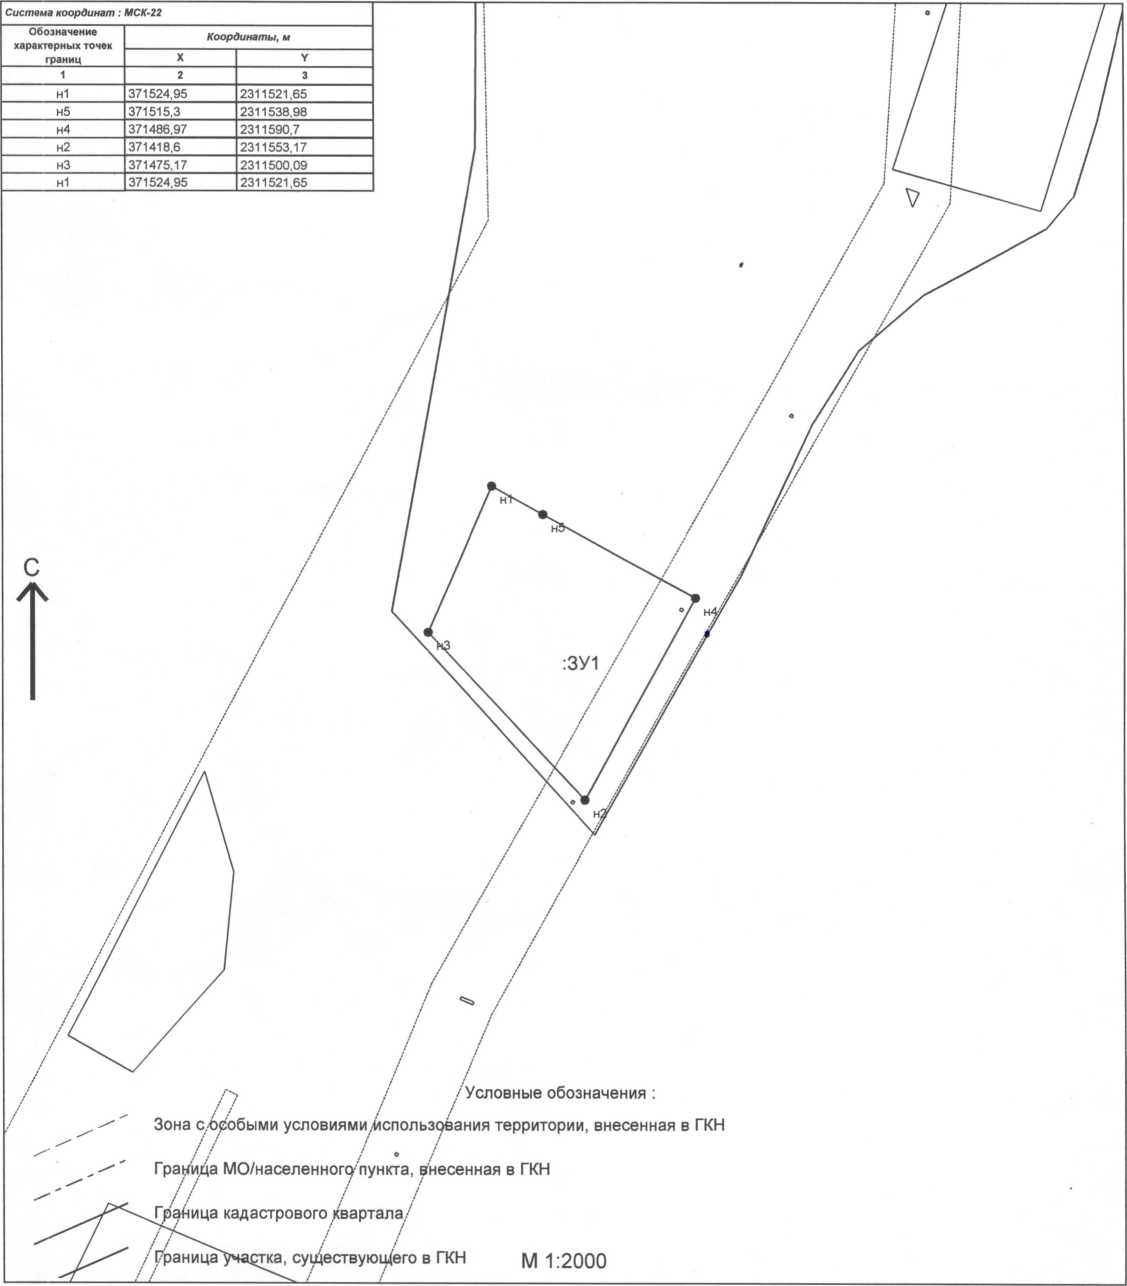 Система координат : МСК-22
Обозначение характерных точек границ
Координаты, м
X Y
1 2 3
н1 371524,95 2311521,65
н5 371515,3 2311538,98
н4 371486,97 2311590,7
н2 371418,6 2311553,17
н3 371475,17 2311500,09
н1 371524,95 2311521,65
н1
н5
С
н4
н3
:ЗУ1
н2
Условные обозначения :
Зона с особыми условиями использования территории, внесенная в ГКН
Граница МО/населенного пункта, внесенная в ГКН
Граница кадастрового квартала
Граница участка, существующего в ГКН
М 1:2000